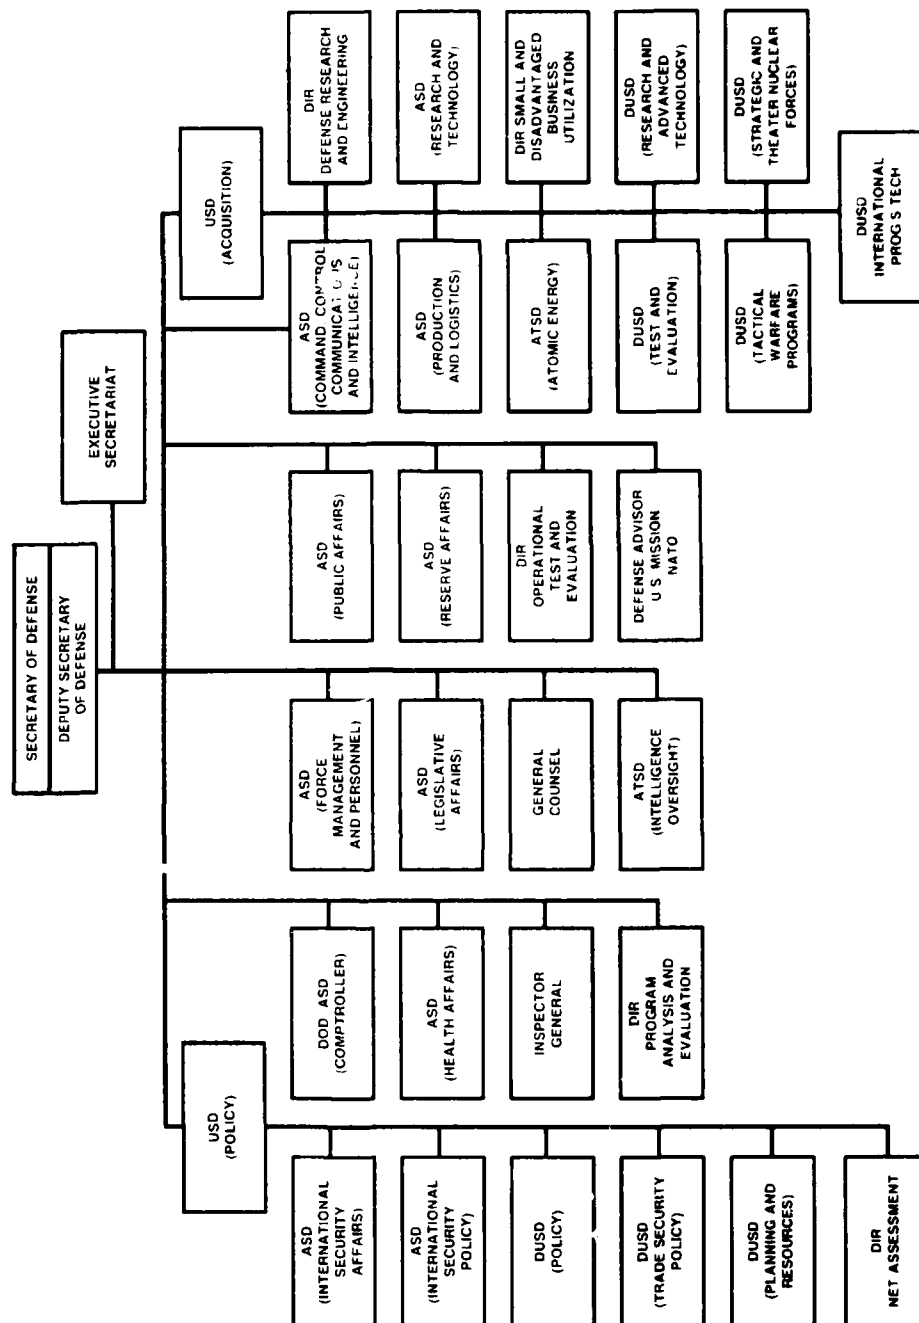 SECRETARY OF DEFENSE
DEPUTY SECRETARY
OF DEFENSE
EXECUTIVE
SECRETARIAT
USD
(POLICY)
USD
(ACQUISITION)
ASD
(INTERNATIONAL
SECURITY
AFFAIRS)
ASD
(INTERNATIONAL
SECURITY
POLICY)
DUSD
(POLICY)
DUSD
(TRADE SECURITY
POLICY)
DUSD
(PLANNING AND
RESOURCES)
DIR
NET ASSESSMENT
DOD ASD
(COMPTROLLER)
ASD
(HEALTH AFFAIRS)
INSPECTOR
GENERAL
DIR
PROGRAM
ANALYSIS AND
EVALUATION
ASD
(FORCE
MANAGEMENT
AND PERSONNEL)
ASD
(LEGISLATIVE
AFFAIRS)
GENERAL
COUNSEL
ATSD
(INTELLIGENCE
OVERSIGHT)
ASD
(PUBLIC AFFAIRS)
ASD
(RESERVE AFFAIRS)
DIR
OPERATIONAL
TEST AND
EVALUATION
DEFENSE ADVISOR
U S MISSION
NATO
ASD
(COMMAND CONTROL
AND INTELLIGENCE)
ASD
(PRODUCTION
AND LOGISTICS)
ATSD
(ATOMIC ENERGY)
DUSD
(TEST AND
EVALUATION)
DUSD
(TACTICAL
WARFARE
PROGRAMS)
DIR
DEFENSE RESEARCH
AND ENGINEERING
ASD
(RESEARCH AND
TECHNOLOGY)
DIR SMALL AND
DISADVANTAGED
BUSINESS
UTILIZATION
DUSD
(RESEARCH AND
ADVANCED
TECHNOLOGY)
DUSD
(STRATEGIC AND
THEATER NUCLEAR
FORCES)
DUSD
INTERNATIONAL
PROG S TECH